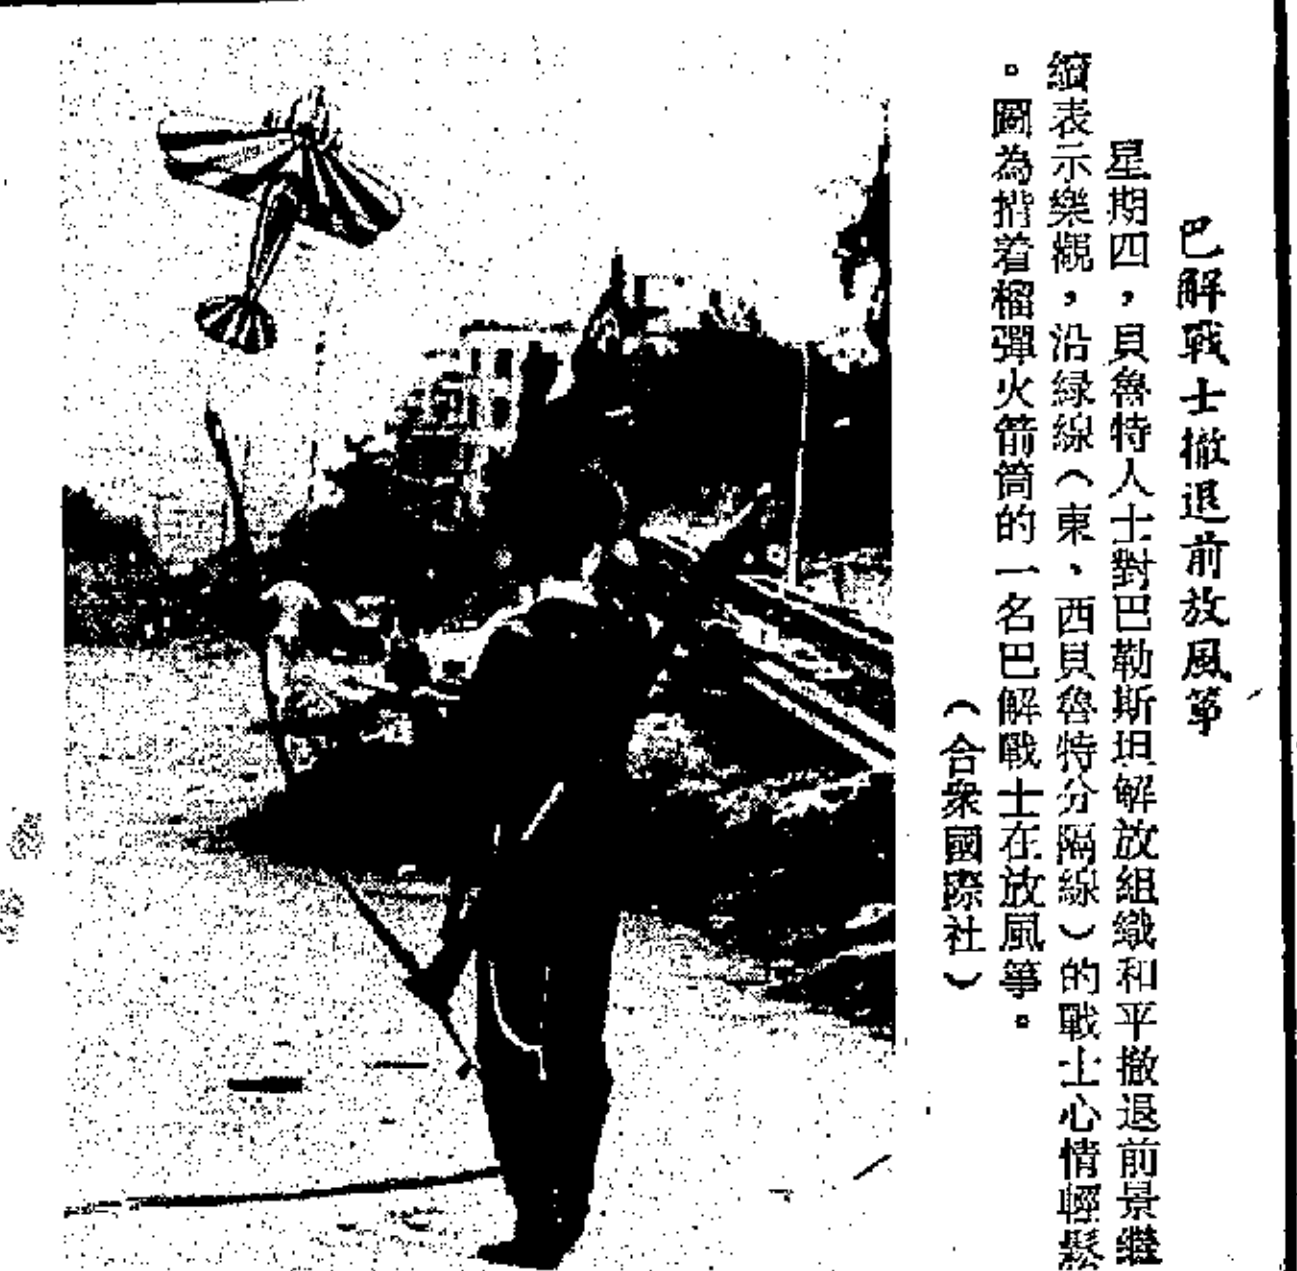 巴解戰士撤退前放風箏
星期四，貝魯特人士對巴勒斯坦解放組織和平撤退前景繼
續表示樂觀，沿綠線（東、西貝魯特分隔線）的戰士心情輕鬆
。圖為揹着榴彈火箭筒的一名巴解戰士在放風箏。
（合衆國際社）